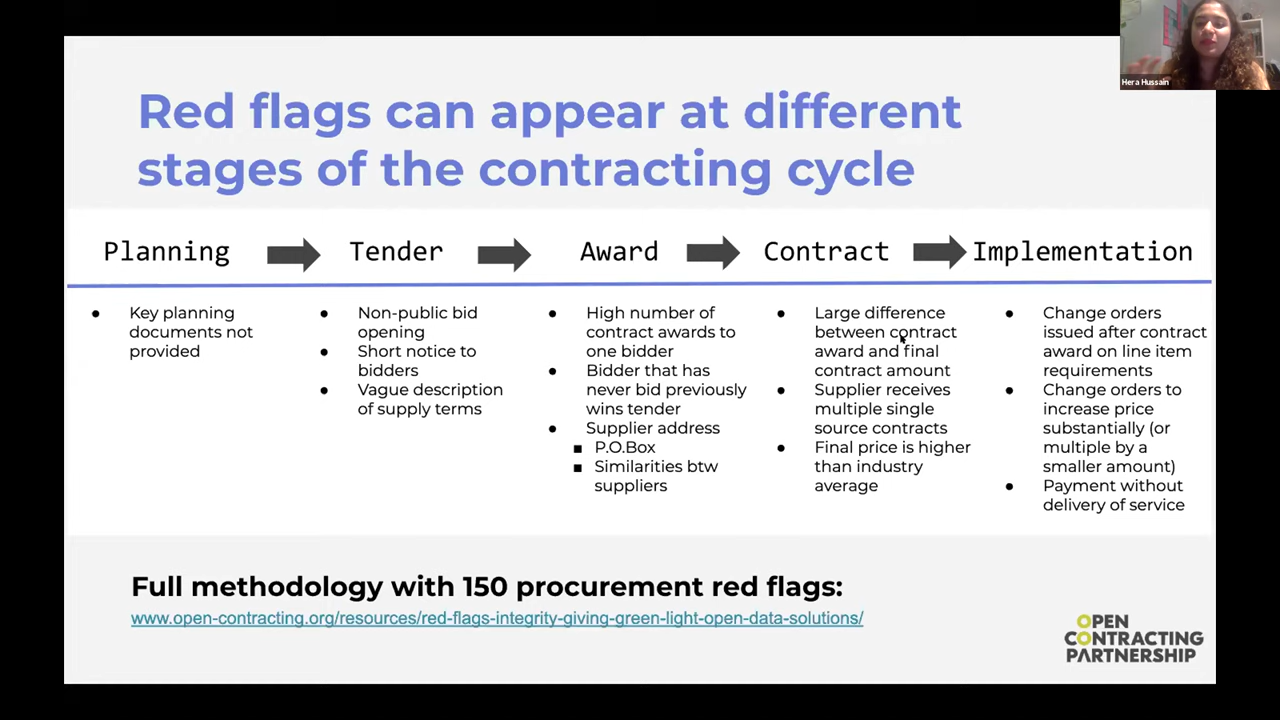 Hera Hussain
Red flags can appear at different
stages of the contracting cycle
Planning
Tender
Award
Contract
Implementation
● Key planning
documents not
provided
● Non-public bid
opening
● Short notice to
bidders
● Vague description
of supply terms
● High number of
contract awards to
one bidder
● Bidder that has
never bid previously
wins tender
● Supplier address
■ P.O.Box
■ Similarities btw
suppliers
● Large difference
between contract
award and final
contract amount
● Supplier receives
multiple single
source contracts
● Final price is higher
than industry
average
● Change orders
issued after contract
award on line item
requirements
● Change orders to
increase price
substantially (or
multiple by a
smaller amount)
● Payment without
delivery of service
Full methodology with 150 procurement red flags:
www.open-contracting.org/resources/red-flags-integrity-giving-green-light-open-data-solutions/
OPEN
CONTRACTING
PARTNERSHIP